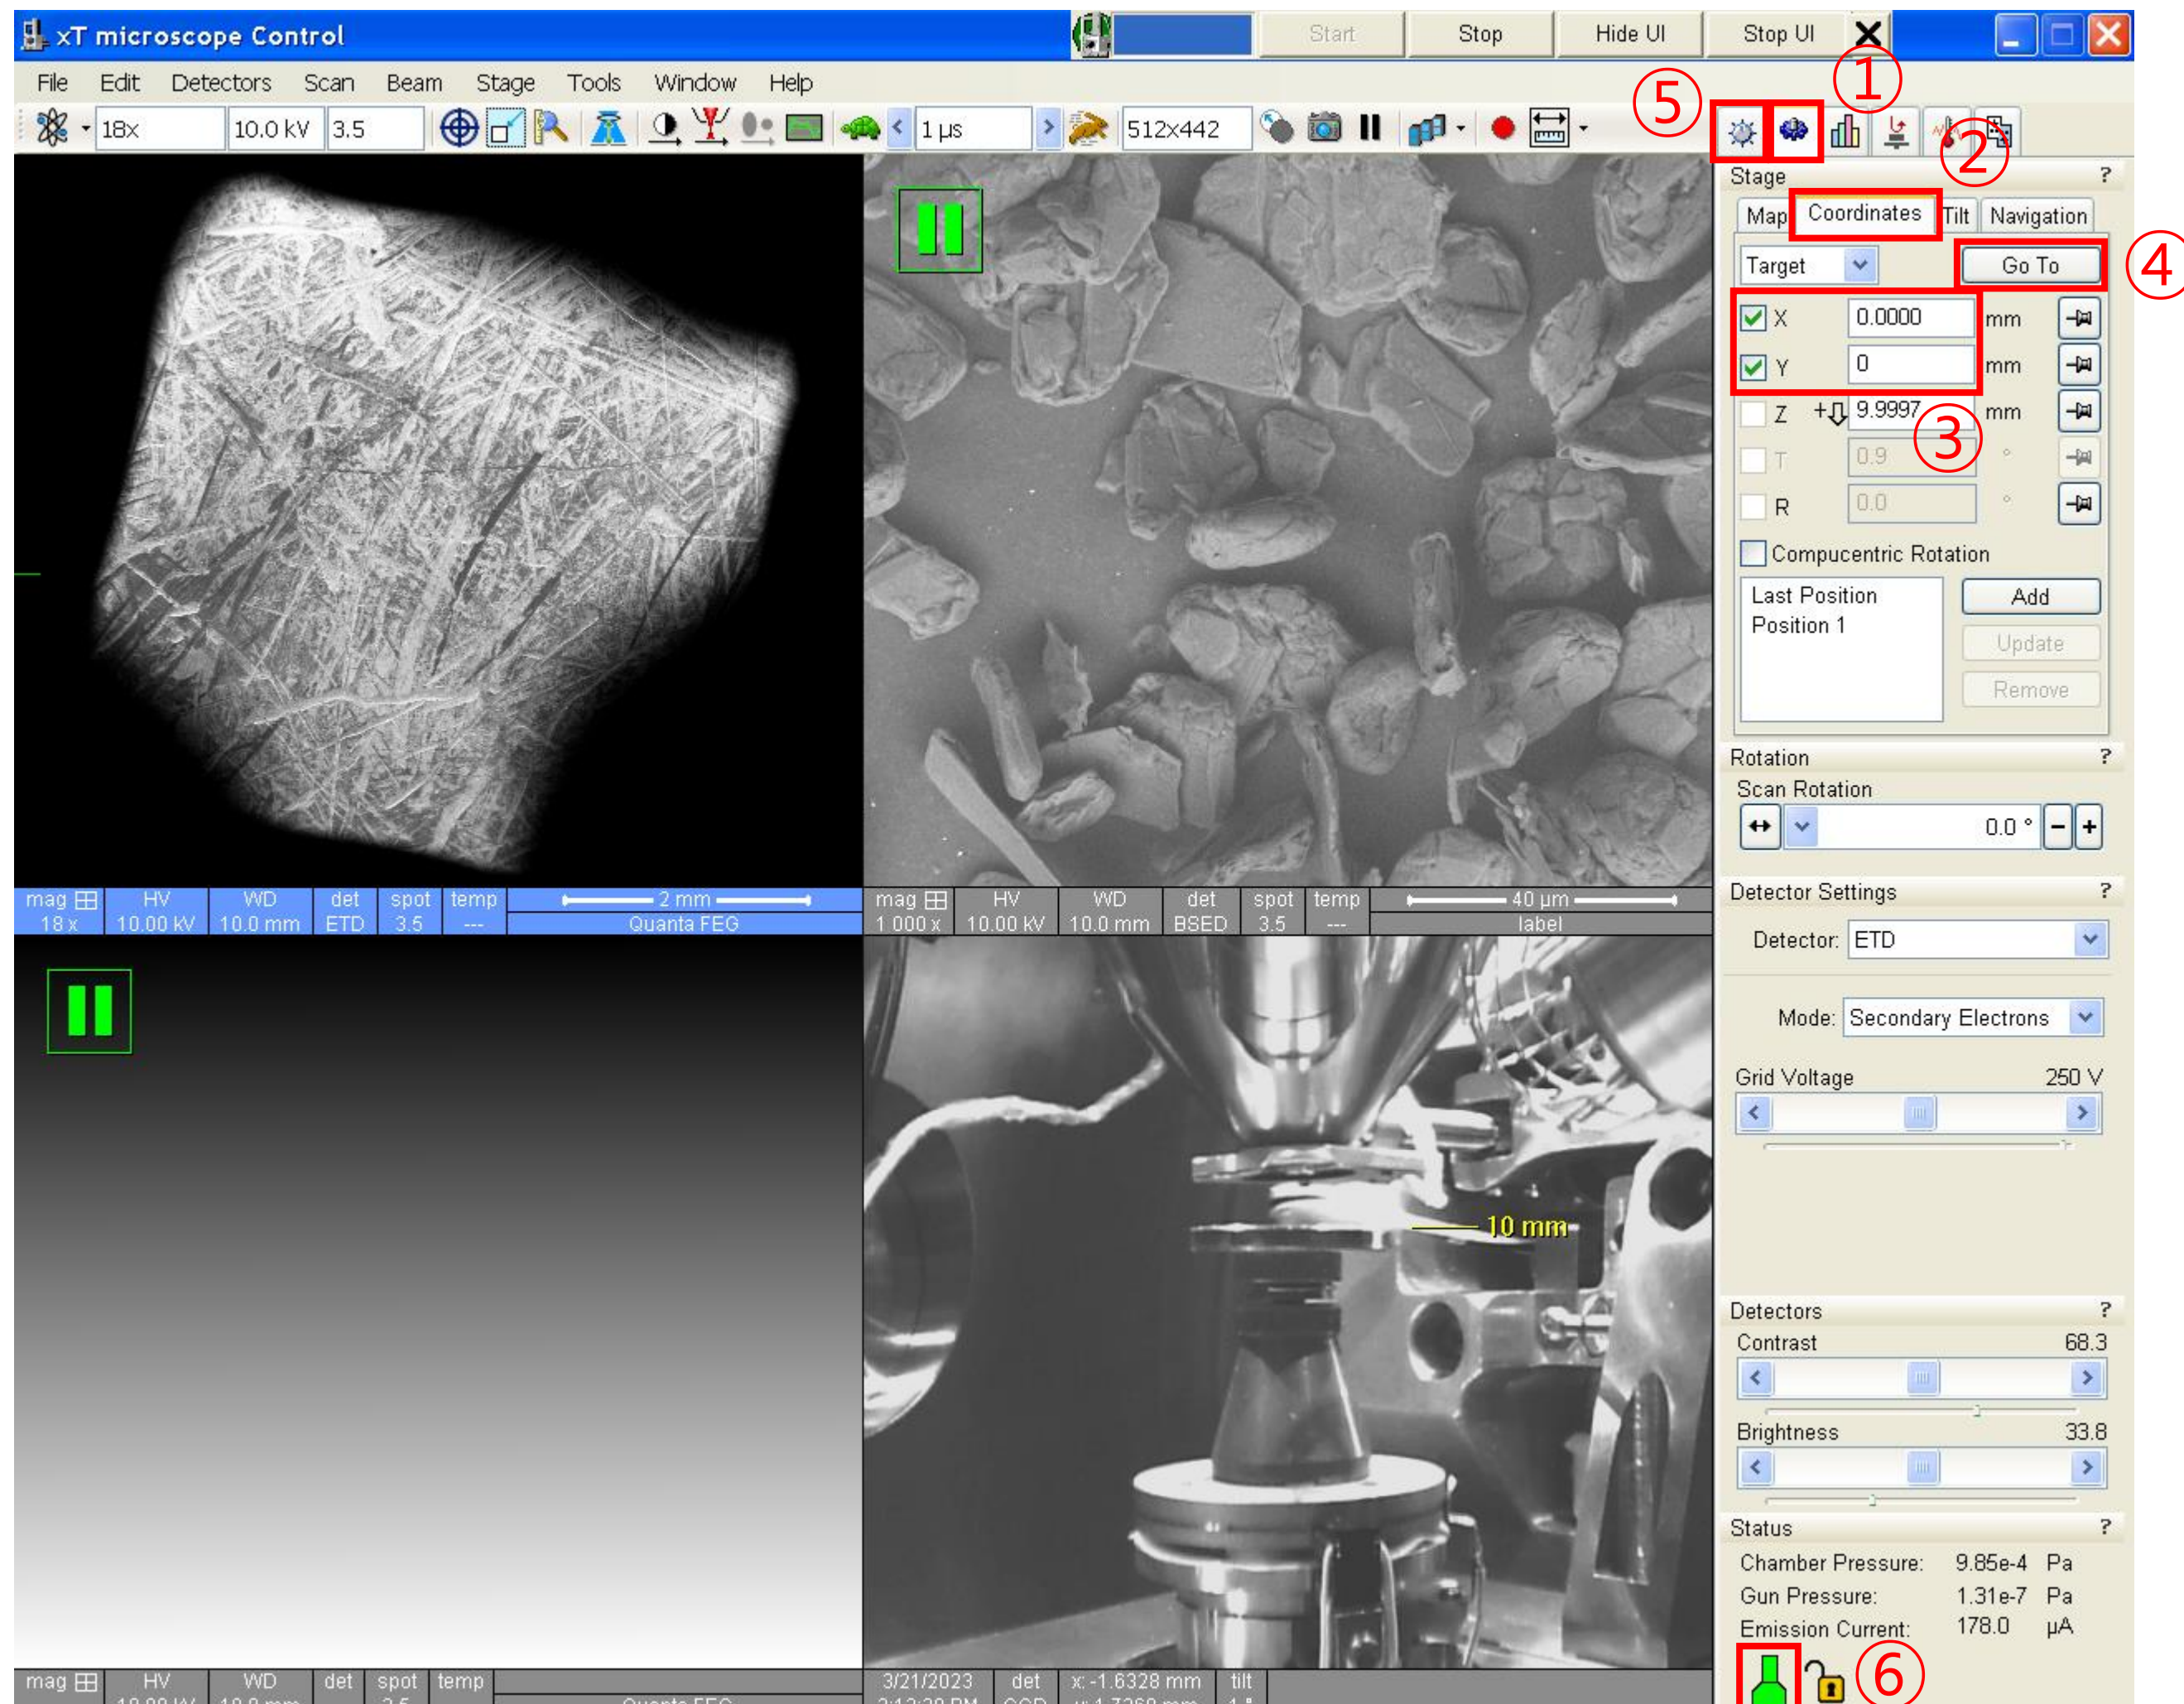 xT microscope Control
Start Stop Hide UI Stop UI
File Edit Detectors Scan Beam Stage Tools Window Help
①
⑤
18x 10.0 kV 3.5 1 µs 512x442
②
Stage ?
Map Coordinates Tilt Navigation
Target Go To
④
X 0.0000 mm
Y 0 mm
Z + 9.9997 mm
③
T 0.9 °
R 0.0 °
Compucentric Rotation
Last Position Add
Position 1
Update
Remove
Rotation ?
Scan Rotation
0.0 ° - +
Detector Settings ?
Detector: ETD
Mode: Secondary Electrons
Grid Voltage 250 V
mag HV WD det spot temp 2 mm
18 x 10.00 kV 10.0 mm ETD 3.5 --- Quanta FEG
mag HV WD det spot temp 40 µm
1 000 x 10.00 kV 10.0 mm BSED 3.5 --- label
10 mm
Detectors ?
Contrast 68.3
Brightness 33.8
Status ?
Chamber Pressure: 9.85e-4 Pa
Gun Pressure: 1.31e-7 Pa
Emission Current: 178.0 µA
⑥
mag HV WD det spot temp
3/21/2023 det x: -1.6328 mm tilt